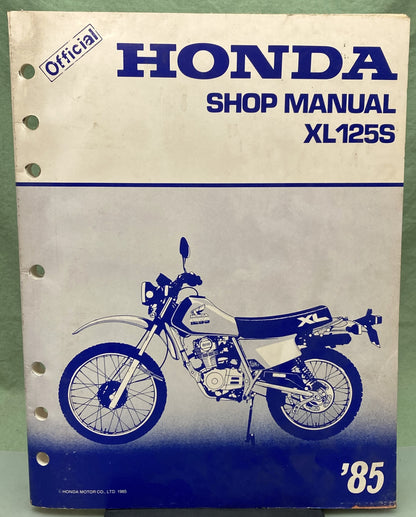 Official
HONDA
SHOP MANUAL
XL125S
XL
'85
© HONDA MOTOR CO., LTD. 1985